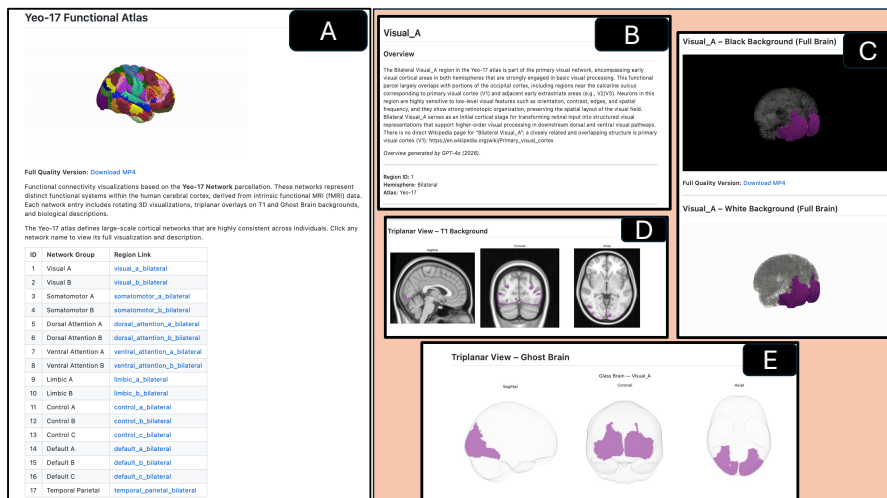 Yeo-17 Functional Atlas
A
Full Quality Version: Download MP4
Functional connectivity visualizations based on the Yeo-17 Network parcellation. These networks represent
distinct functional systems within the human cerebral cortex, derived from intrinsic functional MRI (fMRI) data.
Each network entry includes rotating 3D visualizations, triplanar overlays on T1 and Ghost Brain backgrounds,
and biological descriptions.
The Yeo-17 atlas defines large-scale cortical networks that are highly consistent across individuals. Click any
network name to view its full visualization and description.
ID Network Group Region Link
1 Visual A visual_a_bilateral
2 Visual B visual_b_bilateral
3 Somatomotor A somatomotor_a_bilateral
4 Somatomotor B somatomotor_b_bilateral
5 Dorsal Attention A dorsal_attention_a_bilateral
6 Dorsal Attention B dorsal_attention_b_bilateral
7 Ventral Attention A ventral_attention_a_bilateral
8 Ventral Attention B ventral_attention_b_bilateral
9 Limbic A limbic_a_bilateral
10 Limbic B limbic_b_bilateral
11 Control A control_a_bilateral
12 Control B control_b_bilateral
13 Control C control_c_bilateral
14 Default A default_a_bilateral
15 Default B default_b_bilateral
16 Default C default_c_bilateral
17 Temporal Parietal temporal_parietal_bilateral
Visual_A
B
Overview
The Bilateral Visual_A region in the Yeo-17 atlas is part of the primary visual network, encompassing early
visual cortical areas in both hemispheres that are strongly engaged in basic visual processing. This functional
parcel largely overlaps with portions of the occipital cortex, including regions near the calcarine sulcus
corresponding to primary visual cortex (V1) and adjacent early extrastriate areas (e.g., V2/V3). Neurons in this
region are highly sensitive to low-level visual features such as orientation, contrast, edges, and spatial
frequency, and they show strong retinotopic organization, preserving the spatial layout of the visual field.
Bilateral Visual_A serves as an initial cortical stage for transforming retinal input into structured visual
representations that support higher-order visual processing in downstream dorsal and ventral visual pathways.
There is no direct Wikipedia page for "Bilateral Visual_A"; a closely related and overlapping structure is primary
visual cortex (V1): https://en.wikipedia.org/wiki/Primary_visual_cortex
Overview generated by GPT-4o (2026).
Region ID: 1
Hemisphere: Bilateral
Atlas: Yeo-17
Visual_A – Black Background (Full Brain)
C
Full Quality Version: Download MP4
Visual_A – White Background (Full Brain)
Triplanar View – T1 Background
D
Sagittal Coronal Axial
Triplanar View – Ghost Brain
E
Glass Brain — Visual_A
Sagittal Coronal Axial